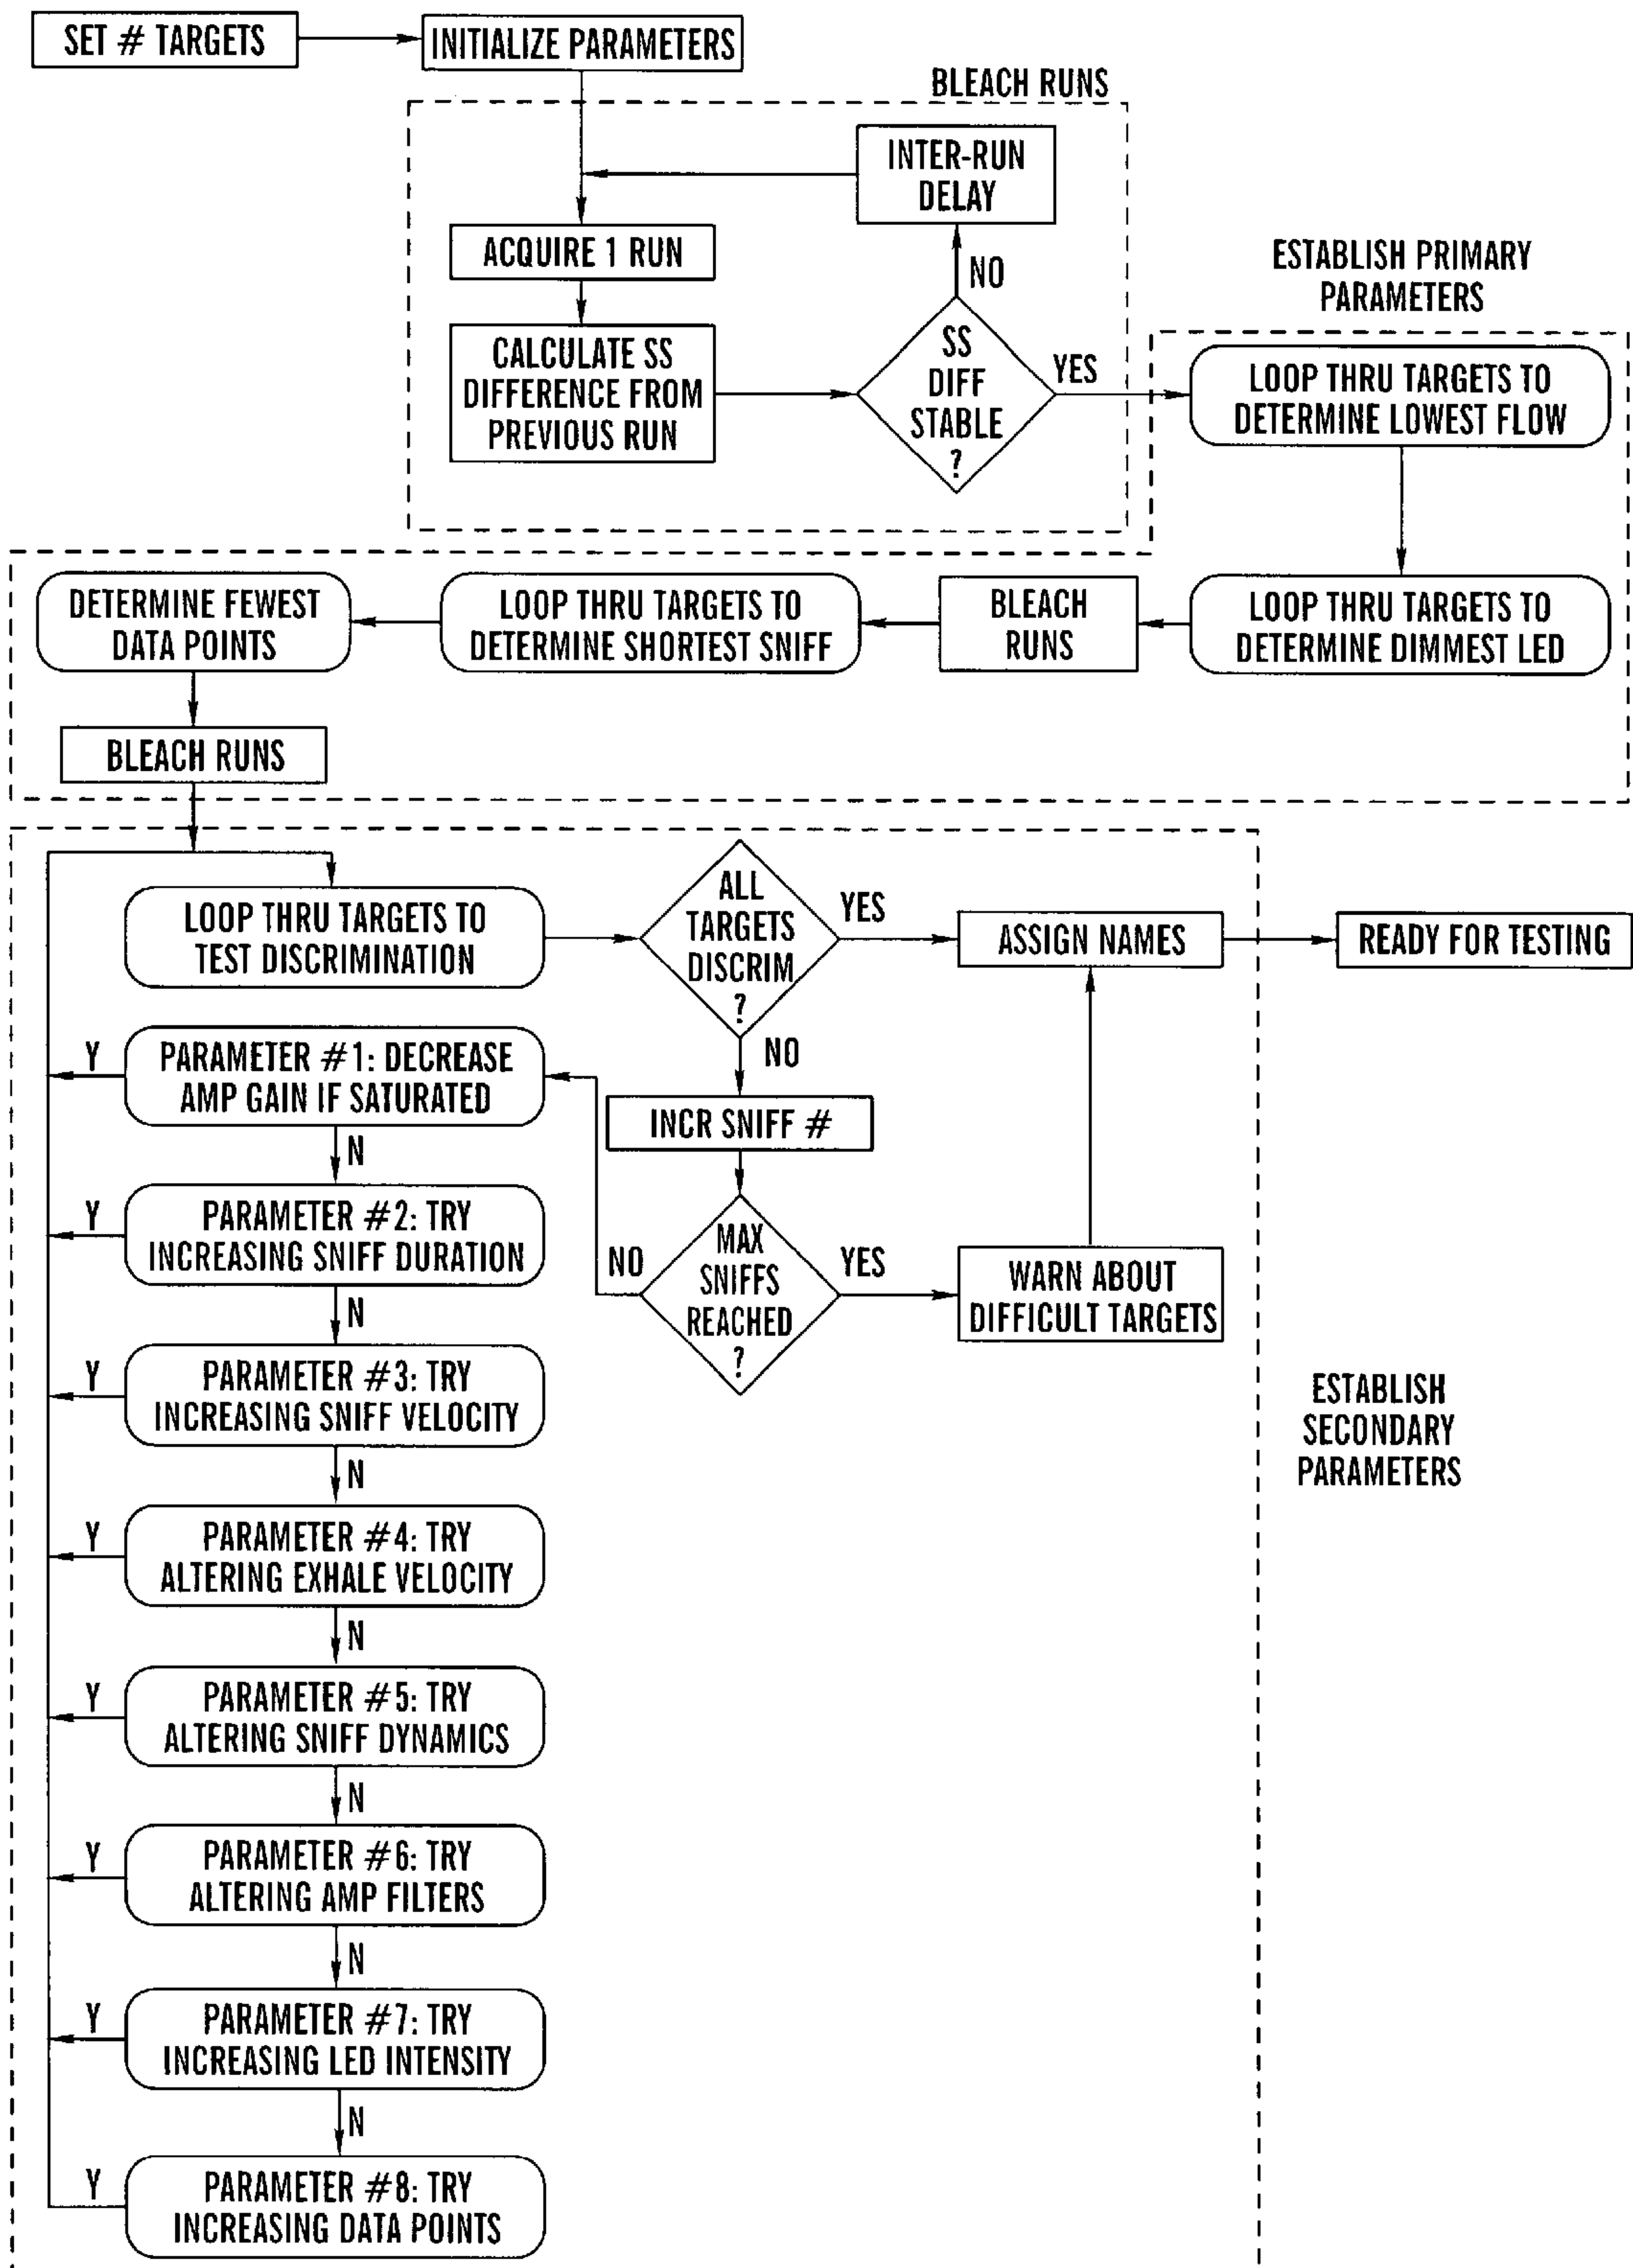 SET # TARGETS
INITIALIZE PARAMETERS
BLEACH RUNS
INTER-RUN
DELAY
ACQUIRE 1 RUN
NO
CALCULATE SS
DIFFERENCE FROM
PREVIOUS RUN
SS
DIFF
STABLE
?
YES
ESTABLISH PRIMARY
PARAMETERS
LOOP THRU TARGETS TO
DETERMINE LOWEST FLOW
LOOP THRU TARGETS TO
DETERMINE DIMMEST LED
BLEACH
RUNS
LOOP THRU TARGETS TO
DETERMINE SHORTEST SNIFF
DETERMINE FEWEST
DATA POINTS
BLEACH RUNS
LOOP THRU TARGETS TO
TEST DISCRIMINATION
ALL
TARGETS
DISCRIM
?
YES
ASSIGN NAMES
READY FOR TESTING
NO
INCR SNIFF #
MAX
SNIFFS
REACHED
?
NO
YES
WARN ABOUT
DIFFICULT TARGETS
ESTABLISH
SECONDARY
PARAMETERS
Y
PARAMETER #1: DECREASE
AMP GAIN IF SATURATED
N
Y
PARAMETER #2: TRY
INCREASING SNIFF DURATION
N
Y
PARAMETER #3: TRY
INCREASING SNIFF VELOCITY
N
Y
PARAMETER #4: TRY
ALTERING EXHALE VELOCITY
N
Y
PARAMETER #5: TRY
ALTERING SNIFF DYNAMICS
N
Y
PARAMETER #6: TRY
ALTERING AMP FILTERS
N
Y
PARAMETER #7: TRY
INCREASING LED INTENSITY
N
Y
PARAMETER #8: TRY
INCREASING DATA POINTS